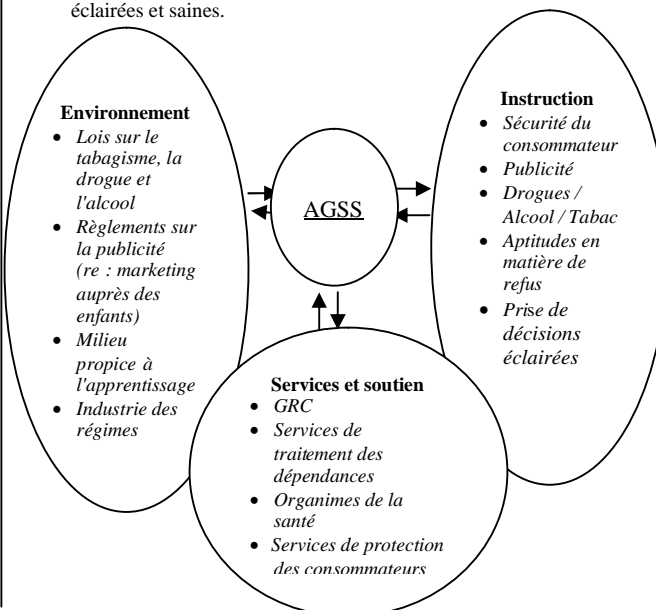 éclairées et saines.
Environnement
• Lois sur le
tabagisme, la
drogue et
l'alcool
• Règlements sur
la publicité
(re : marketing
auprès des
enfants)
• Milieu
propice à
l'apprentissage
• Industrie des
régimes
AGSS
Instruction
• Sécurité du
consommateur
• Publicité
• Drogues /
Alcool / Tabac
• Aptitudes en
matière de
refus
• Prise de
décisions
éclairées
Services et soutien
• GRC
• Services de
traitement des
dépendances
• Organimes de la
santé
• Services de protection
des consommateurs